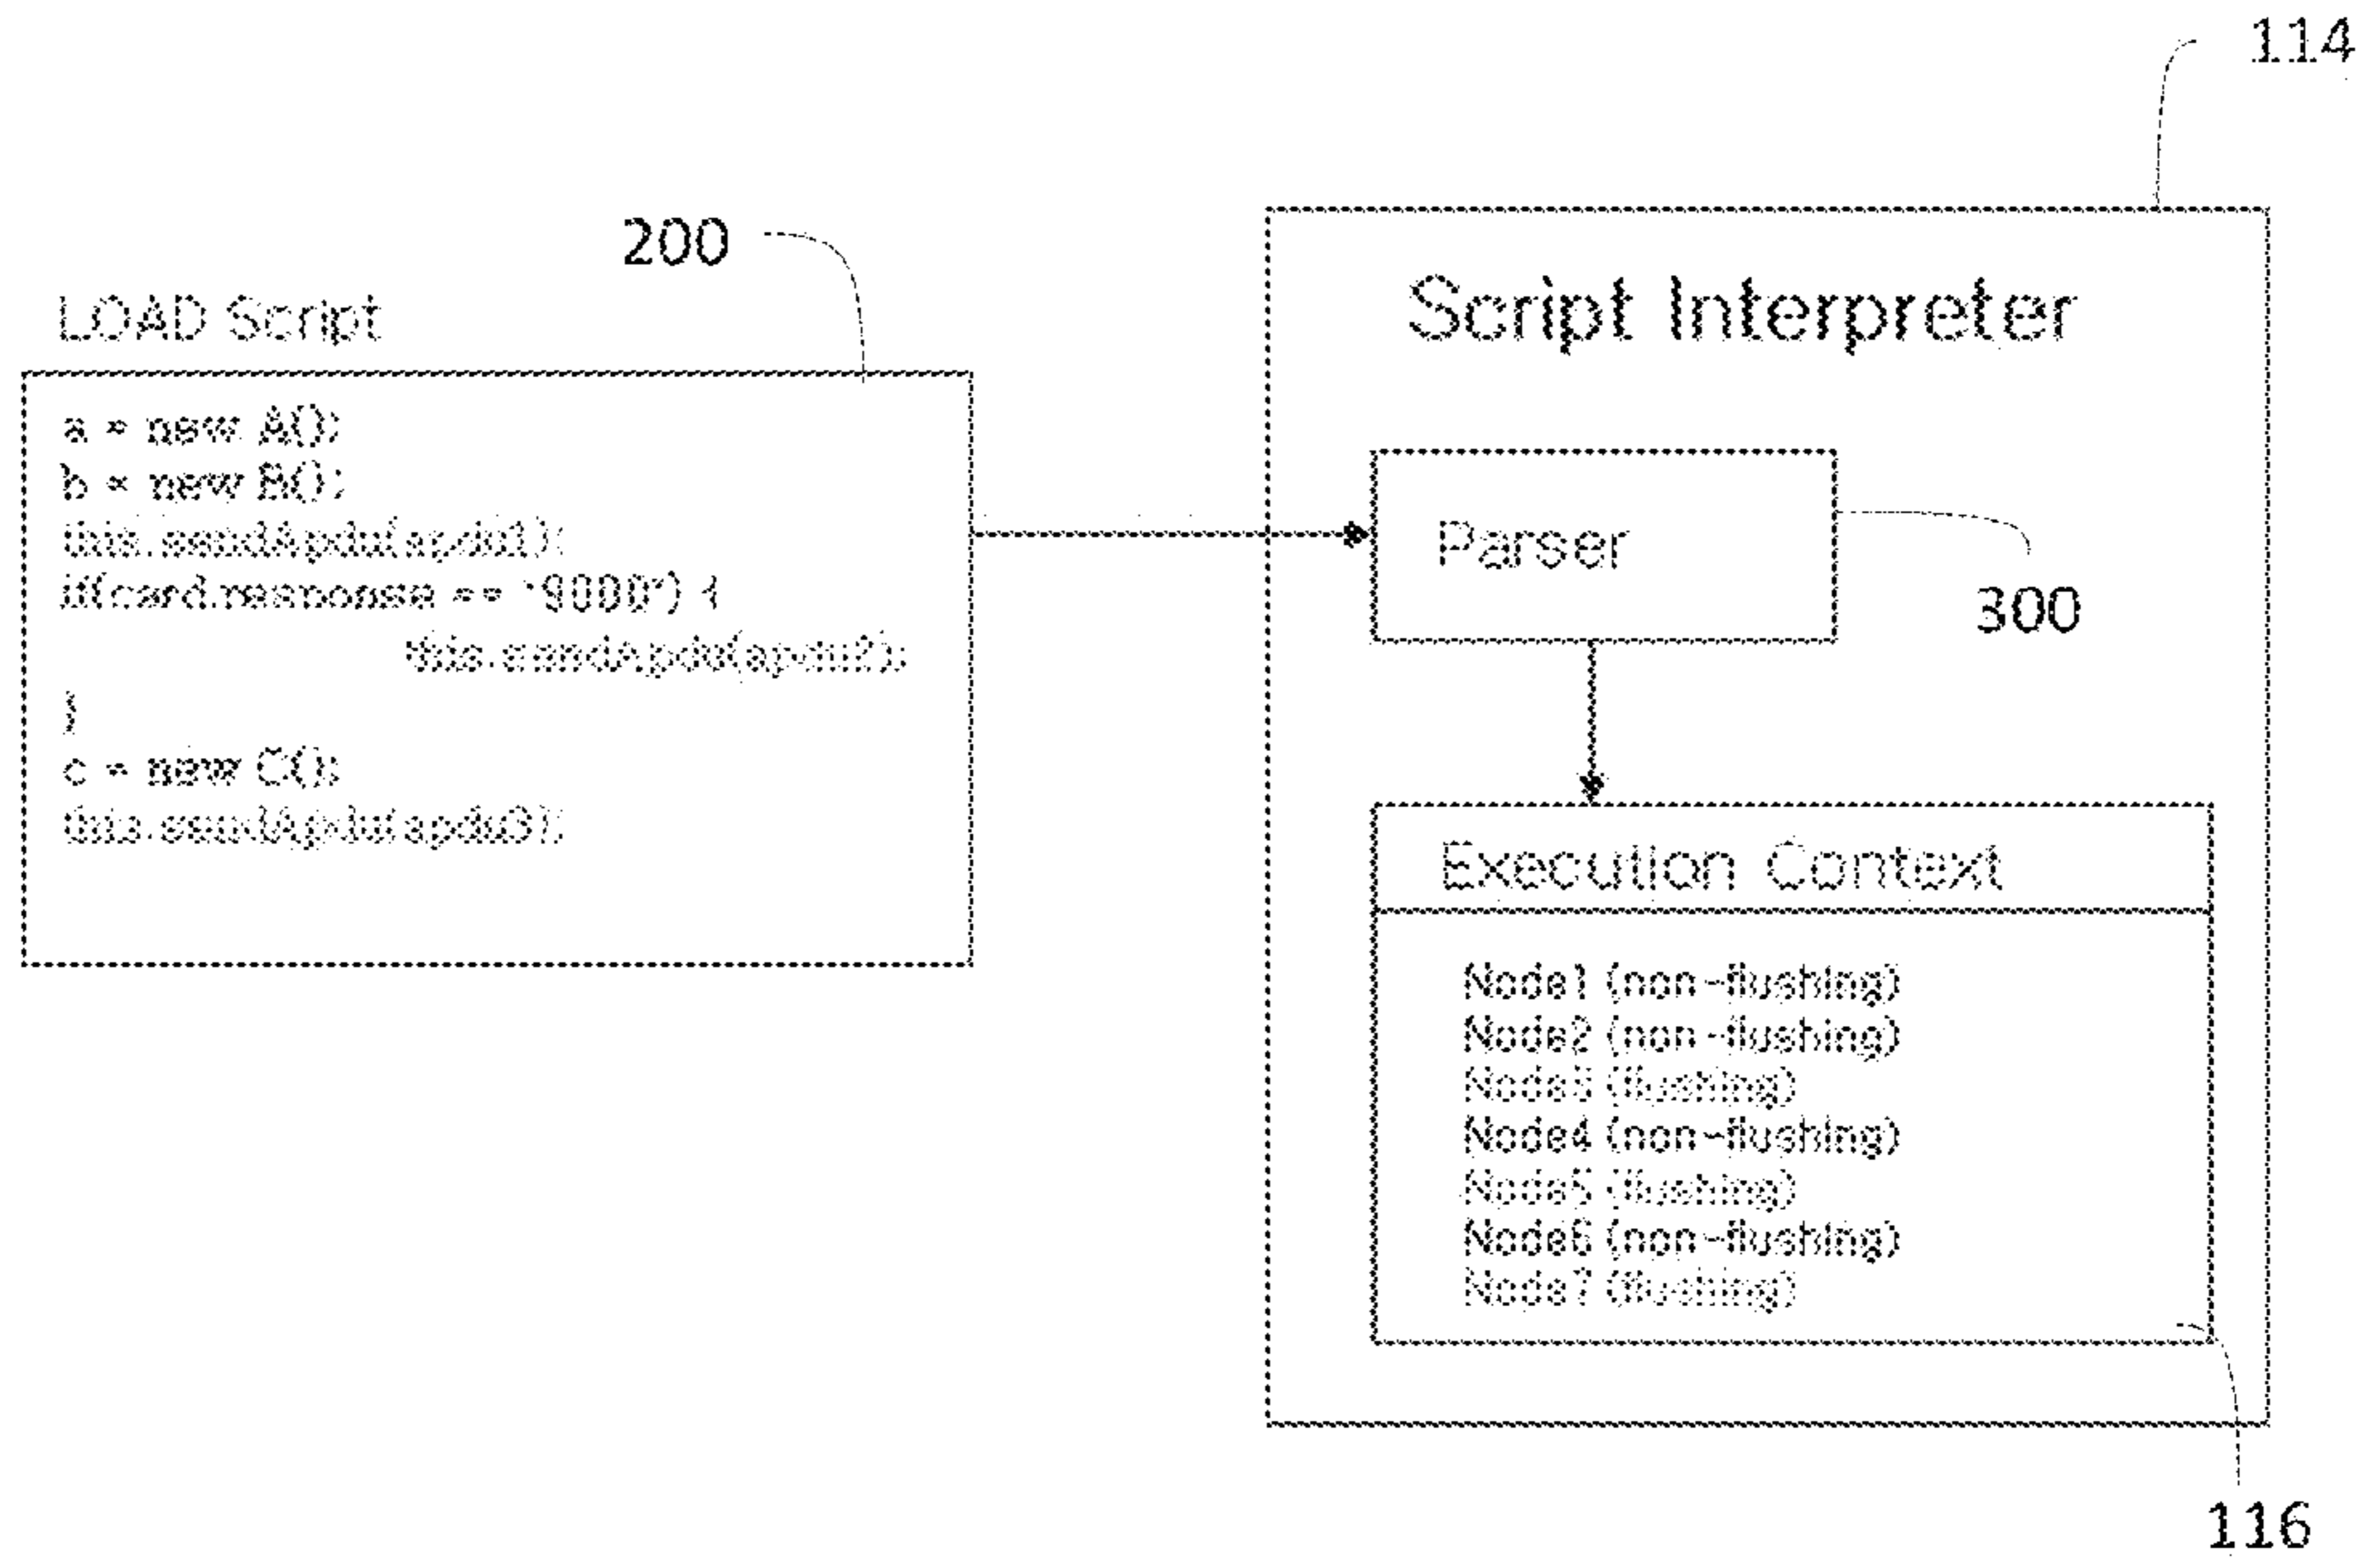 114
200
LOAD Script
a = new A();
b = new B();
this.sendApdu(apdu1);
if(card.response == '9000') {
this.sendApdu(apdu2);
}
c = new C();
this.sendApdu(apdu3);
Script Interpreter
Parser
300
Execution Context
Node1 (non-flushing)
Node2 (non-flushing)
Node3 (flushing)
Node4 (non-flushing)
Node5 (flushing)
Node6 (non-flushing)
Node7 (flushing)
116